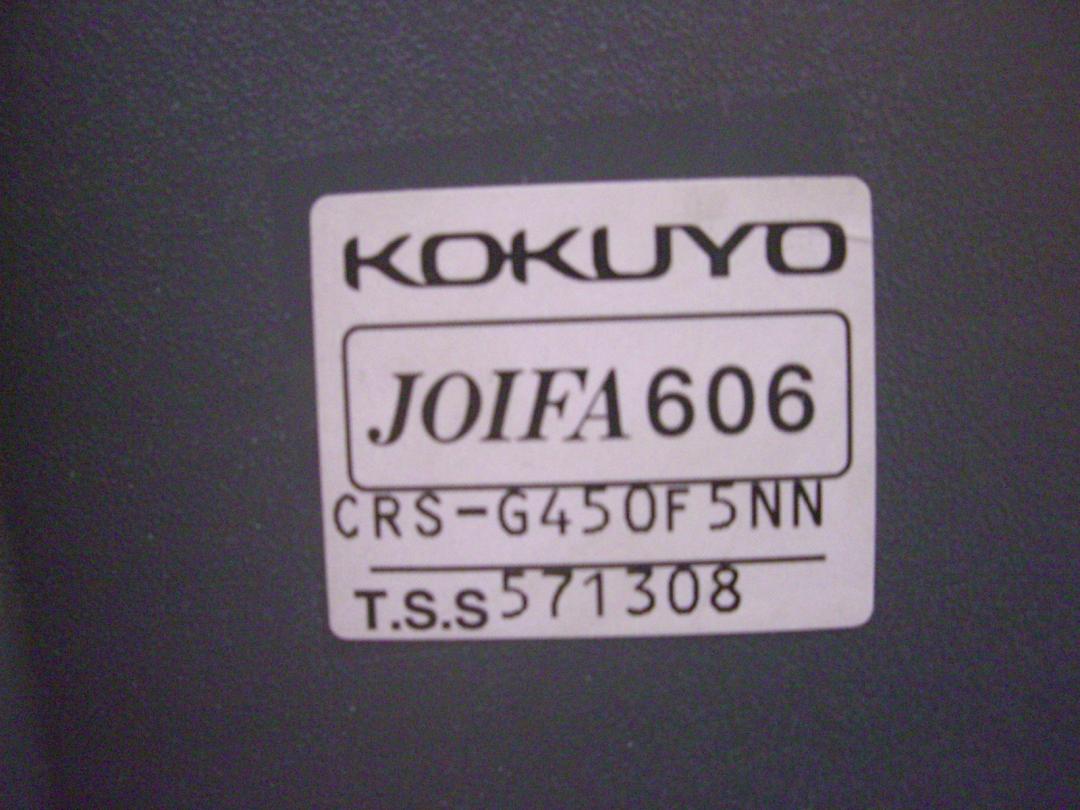 KOKUYO
JOIFA 606
CRS-G450F5NN
T.S.S 571308